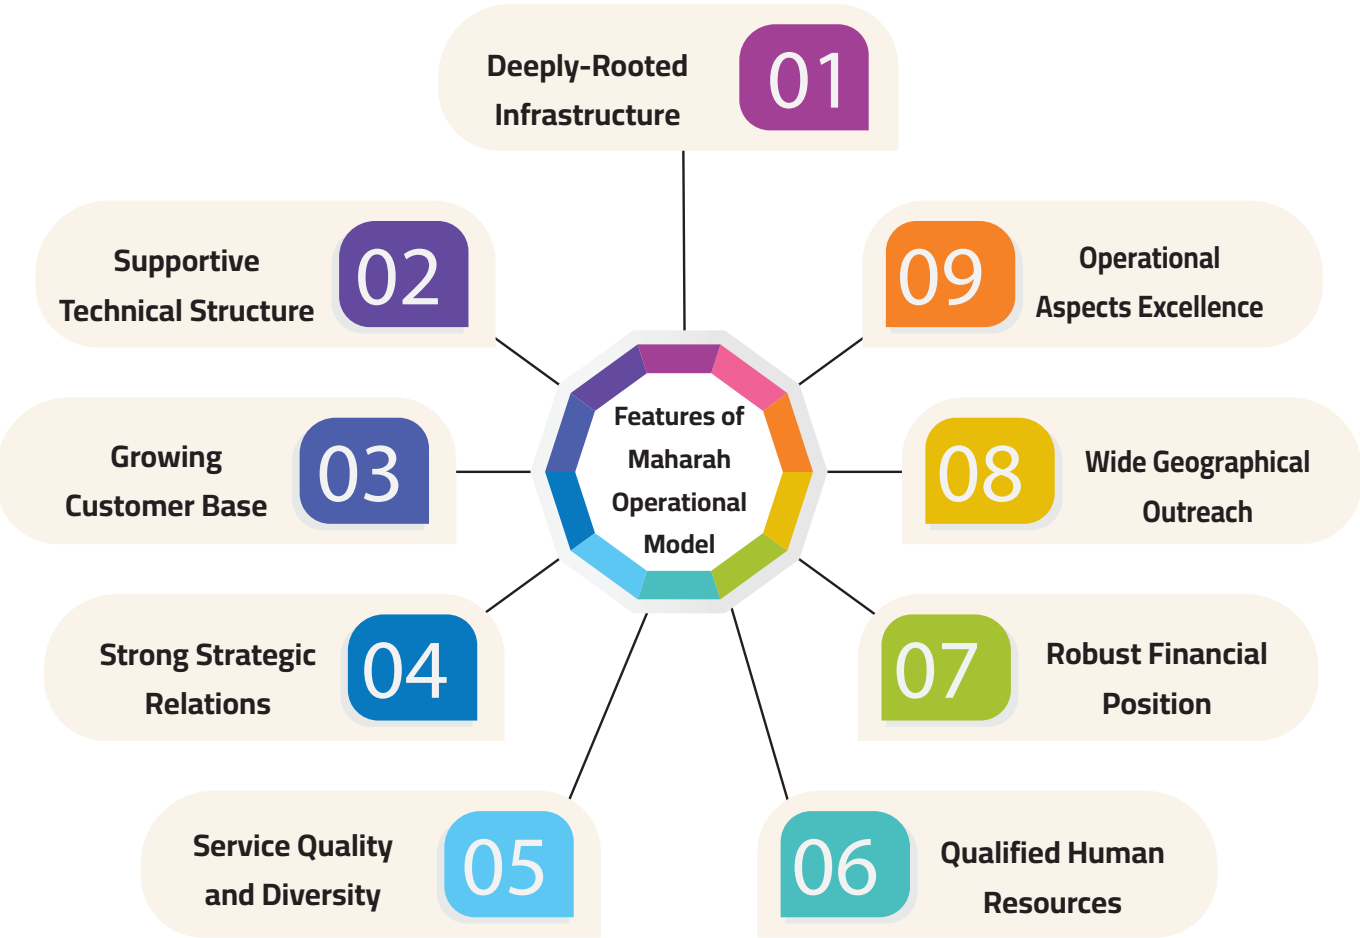 Deeply-Rooted
Infrastructure
01
Supportive
Technical Structure
02
Growing
Customer Base
03
Strong Strategic
Relations
04
Service Quality
and Diversity
05
06
Qualified Human
Resources
07
Robust Financial
Position
08
Wide Geographical
Outreach
09
Operational
Aspects Excellence
Features of
Maharah
Operational
Model